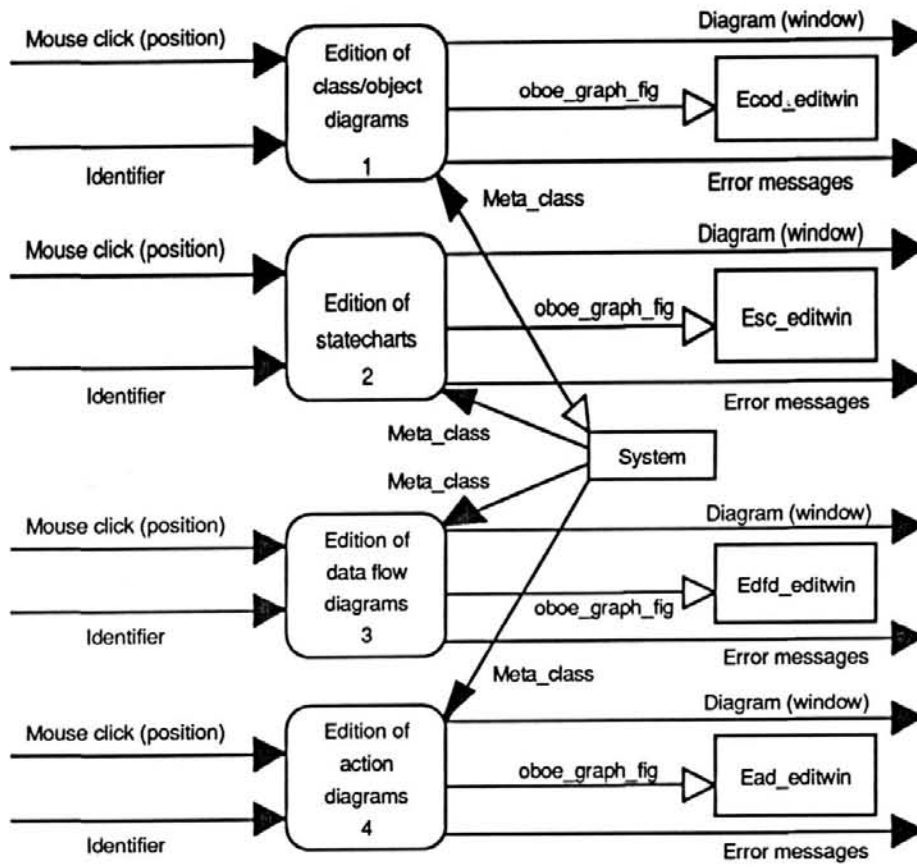 Mouse click (position)
Identifier
Edition of
class/object
diagrams
1
Diagram (window)
oboe_graph_fig
Ecod_editwin
Error messages
Meta_class
Mouse click (position)
Identifier
Edition of
statecharts
2
Diagram (window)
oboe_graph_fig
Esc_editwin
Error messages
Meta_class
System
Meta_class
Mouse click (position)
Identifier
Edition of
data flow
diagrams
3
Diagram (window)
oboe_graph_fig
Edfd_editwin
Error messages
Meta_class
Mouse click (position)
Identifier
Edition of
action
diagrams
4
Diagram (window)
oboe_graph_fig
Ead_editwin
Error messages